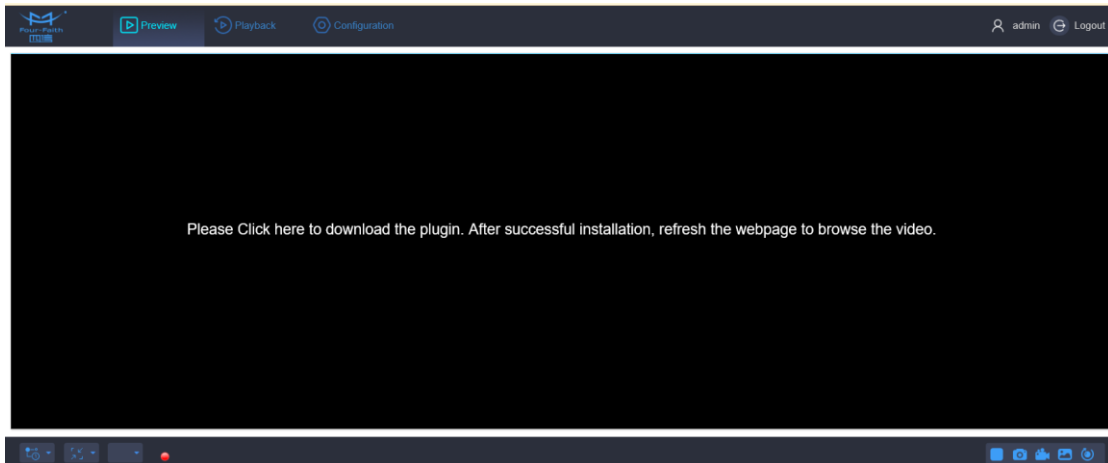 Four-Faith
Preview
Playback
Configuration
admin
Logout
Please Click here to download the plugin. After successful installation, refresh the webpage to browse the video.